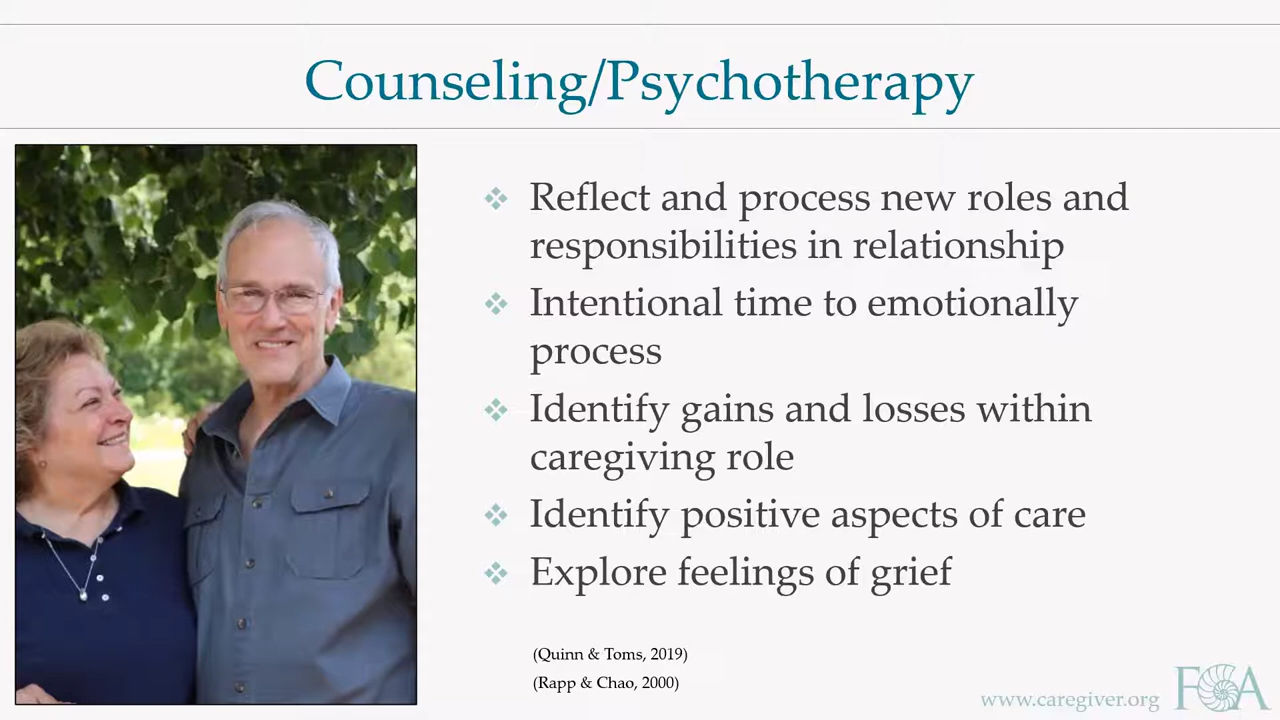 Counseling/Psychotherapy
Reflect and process new roles and
responsibilities in relationship
Intentional time to emotionally
process
Identify gains and losses within
caregiving role
Identify positive aspects of care
Explore feelings of grief
(Quinn & Toms, 2019)
(Rapp & Chao, 2000)
www.caregiver.org FCA